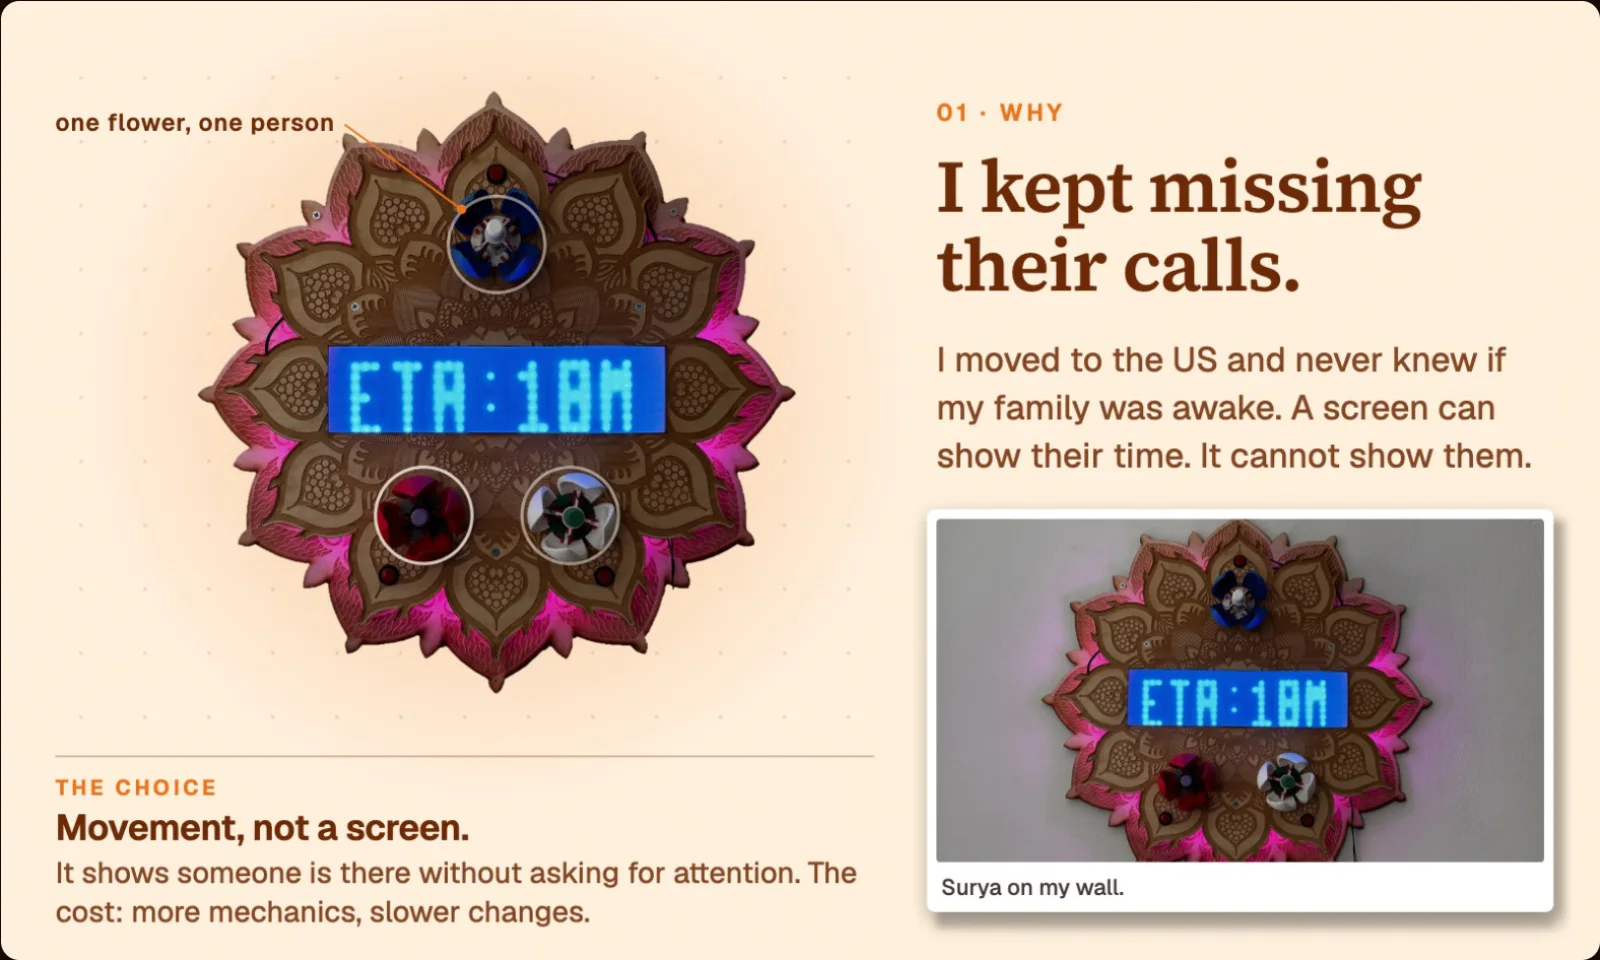 one flower, one person
ETA:18M
THE CHOICE
Movement, not a screen.
It shows someone is there without asking for attention. The
cost: more mechanics, slower changes.
01 · WHY
I kept missing
their calls.
I moved to the US and never knew if
my family was awake. A screen can
show their time. It cannot show them.
ETA:18M
Surya on my wall.